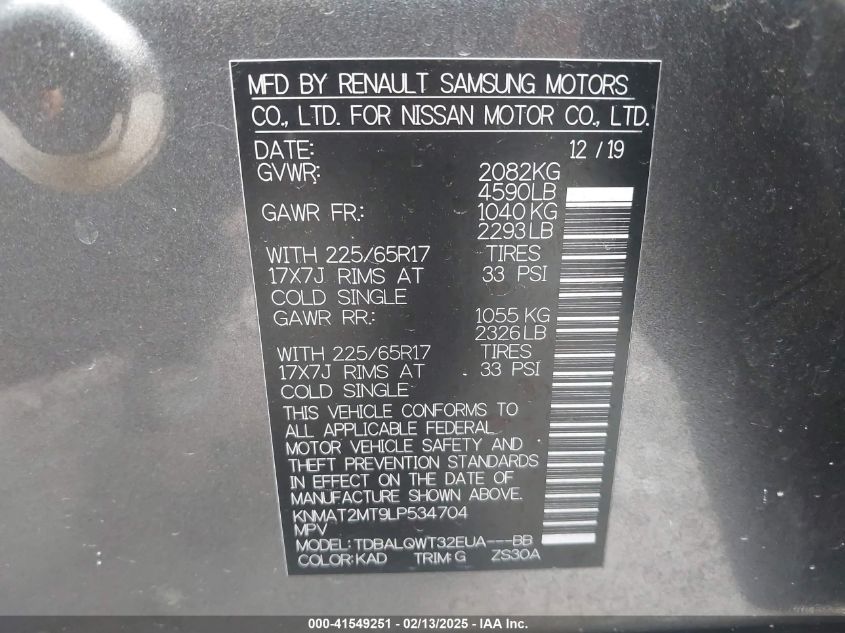 MFD BY RENAULT SAMSUNG MOTORS
CO., LTD. FOR NISSAN MOTOR CO., LTD.
DATE: 12 / 19
GVWR: 2082KG
4590LB
GAWR FR.: 1040 KG
2293 LB
WITH 225/65R17 TIRES
17X7J RIMS AT 33 PSI
COLD SINGLE
GAWR RR.: 1055 KG
2326 LB
WITH 225/65R17 TIRES
17X7J RIMS AT 33 PSI
COLD SINGLE
THIS VEHICLE CONFORMS TO
ALL APPLICABLE FEDERAL
MOTOR VEHICLE SAFETY AND
THEFT PREVENTION STANDARDS
IN EFFECT ON THE DATE OF
MANUFACTURE SHOWN ABOVE.
KNMAT2MT9LP534704
MPV
MODEL: TDBALQWT32EUA---BB
COLOR: KAD TRIM: G ZS30A
000-41549251 - 02/13/2025 - IAA Inc.